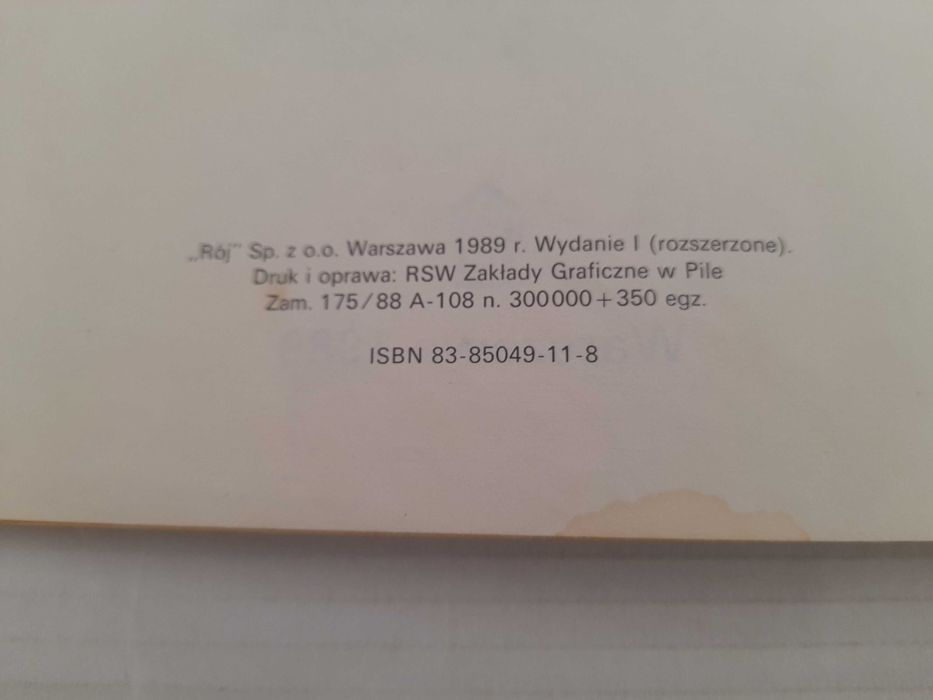 „Rój” Sp. z o.o. Warszawa 1989 r. Wydanie I (rozszerzone).
Druk i oprawa: RSW Zakłady Graficzne w Pile
Zam. 175/88 A-108 n. 300000+350 egz.
ISBN 83-85049-11-8